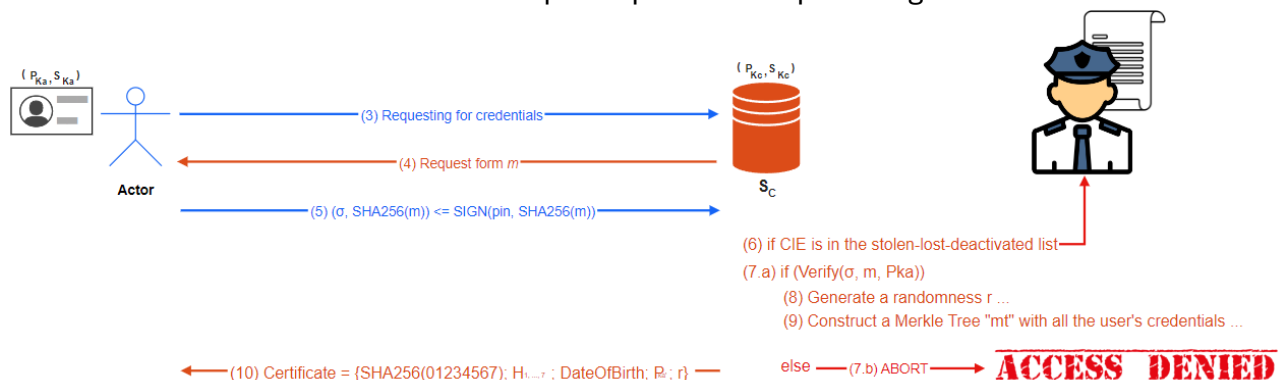 ( P_Ka, S_Ka )
( P_Kc, S_Kc )
(3) Requesting for credentials
(4) Request form m
Actor
S_C
(5) (σ, SHA256(m)) <= SIGN(pin, SHA256(m))
(6) if CIE is in the stolen-lost-deactivated list
(7.a) if (Verify(σ, m, Pka))
(8) Generate a randomness r ...
(9) Construct a Merkle Tree "mt" with all the user's credentials ...
(10) Certificate = {SHA256(01234567); H ; DateOfBirth; ; r}
else (7.b) ABORT ACCESS DENIED